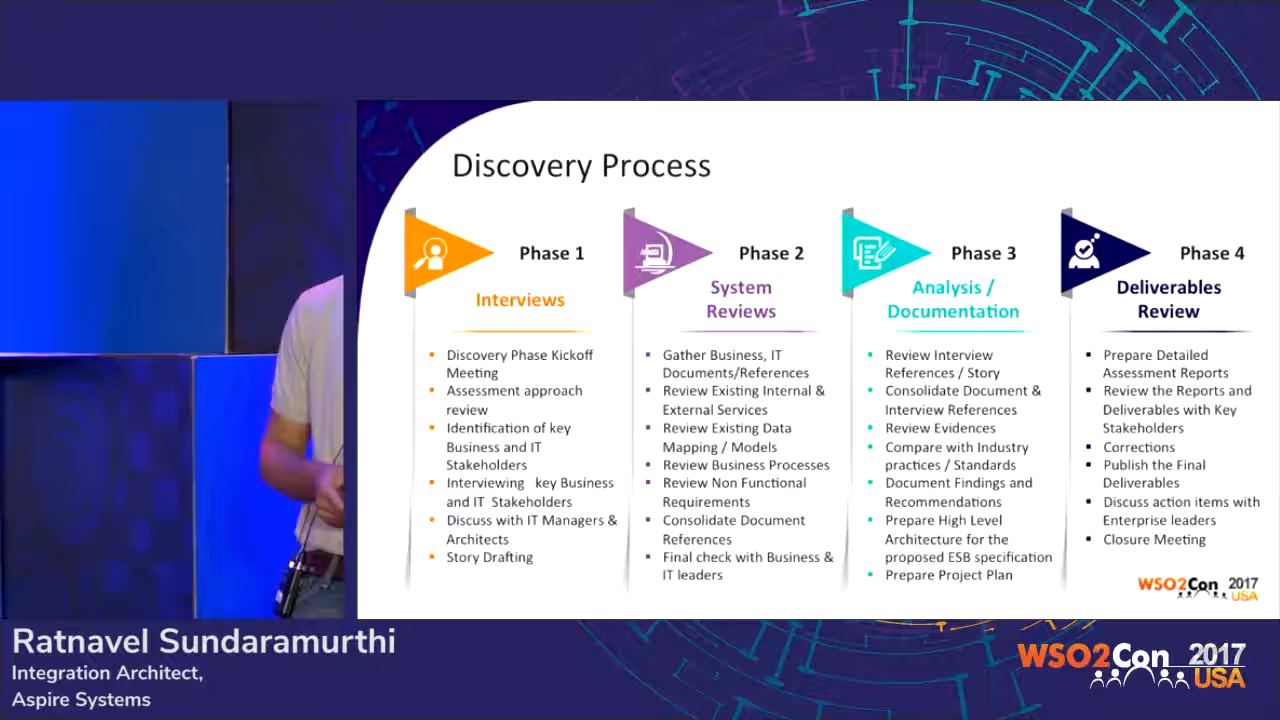 Discovery Process
Phase 1
Interviews
Discovery Phase Kickoff
Meeting
Assessment approach
review
Identification of key
Business and IT
Stakeholders
Interviewing key Business
and IT Stakeholders
Discuss with IT Managers &
Architects
Story Drafting
Phase 2
System
Reviews
Gather Business, IT
Documents/References
Review Existing Internal &
External Services
Review Existing Data
Mapping / Models
Review Business Processes
Review Non Functional
Requirements
Consolidate Document
References
Final check with Business &
IT leaders
Phase 3
Analysis /
Documentation
Review Interview
References / Story
Consolidate Document &
Interview References
Review Evidences
Compare with Industry
practices / Standards
Document Findings and
Recommendations
Prepare High Level
Architecture for the
proposed ESB specification
Prepare Project Plan
Phase 4
Deliverables
Review
Prepare Detailed
Assessment Reports
Review the Reports and
Deliverables with Key
Stakeholders
Corrections
Publish the Final
Deliverables
Discuss action items with
Enterprise leaders
Closure Meeting
WSO2Con 2017
USA
Ratnavel Sundaramurthi
Integration Architect,
Aspire Systems
WSO2Con 2017
USA